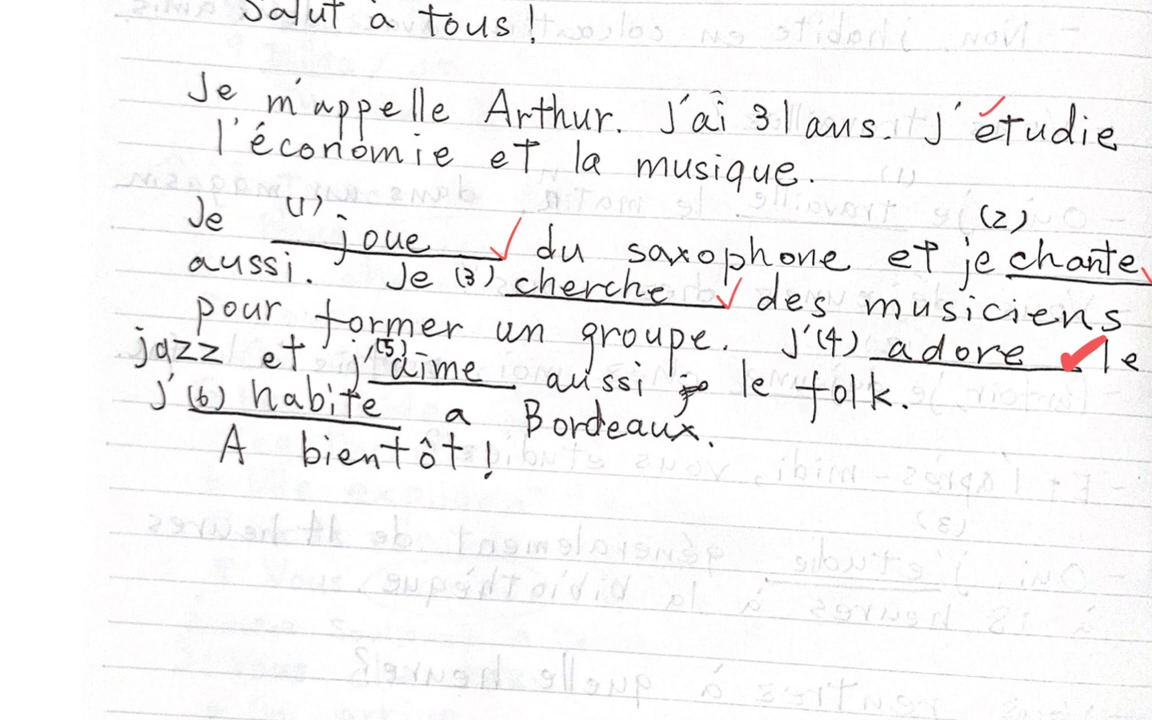 Salut à tous !
Je m'appelle Arthur. J'ai 31 ans. J'étudie
l'économie et la musique.
Je (1) joue du saxophone et je (2) chante
aussi. Je (3) cherche des musiciens
pour former un groupe. J'(4) adore le
jazz et j'(5) aime aussi le folk.
J'(6) habite a Bordeaux.
A bientôt !